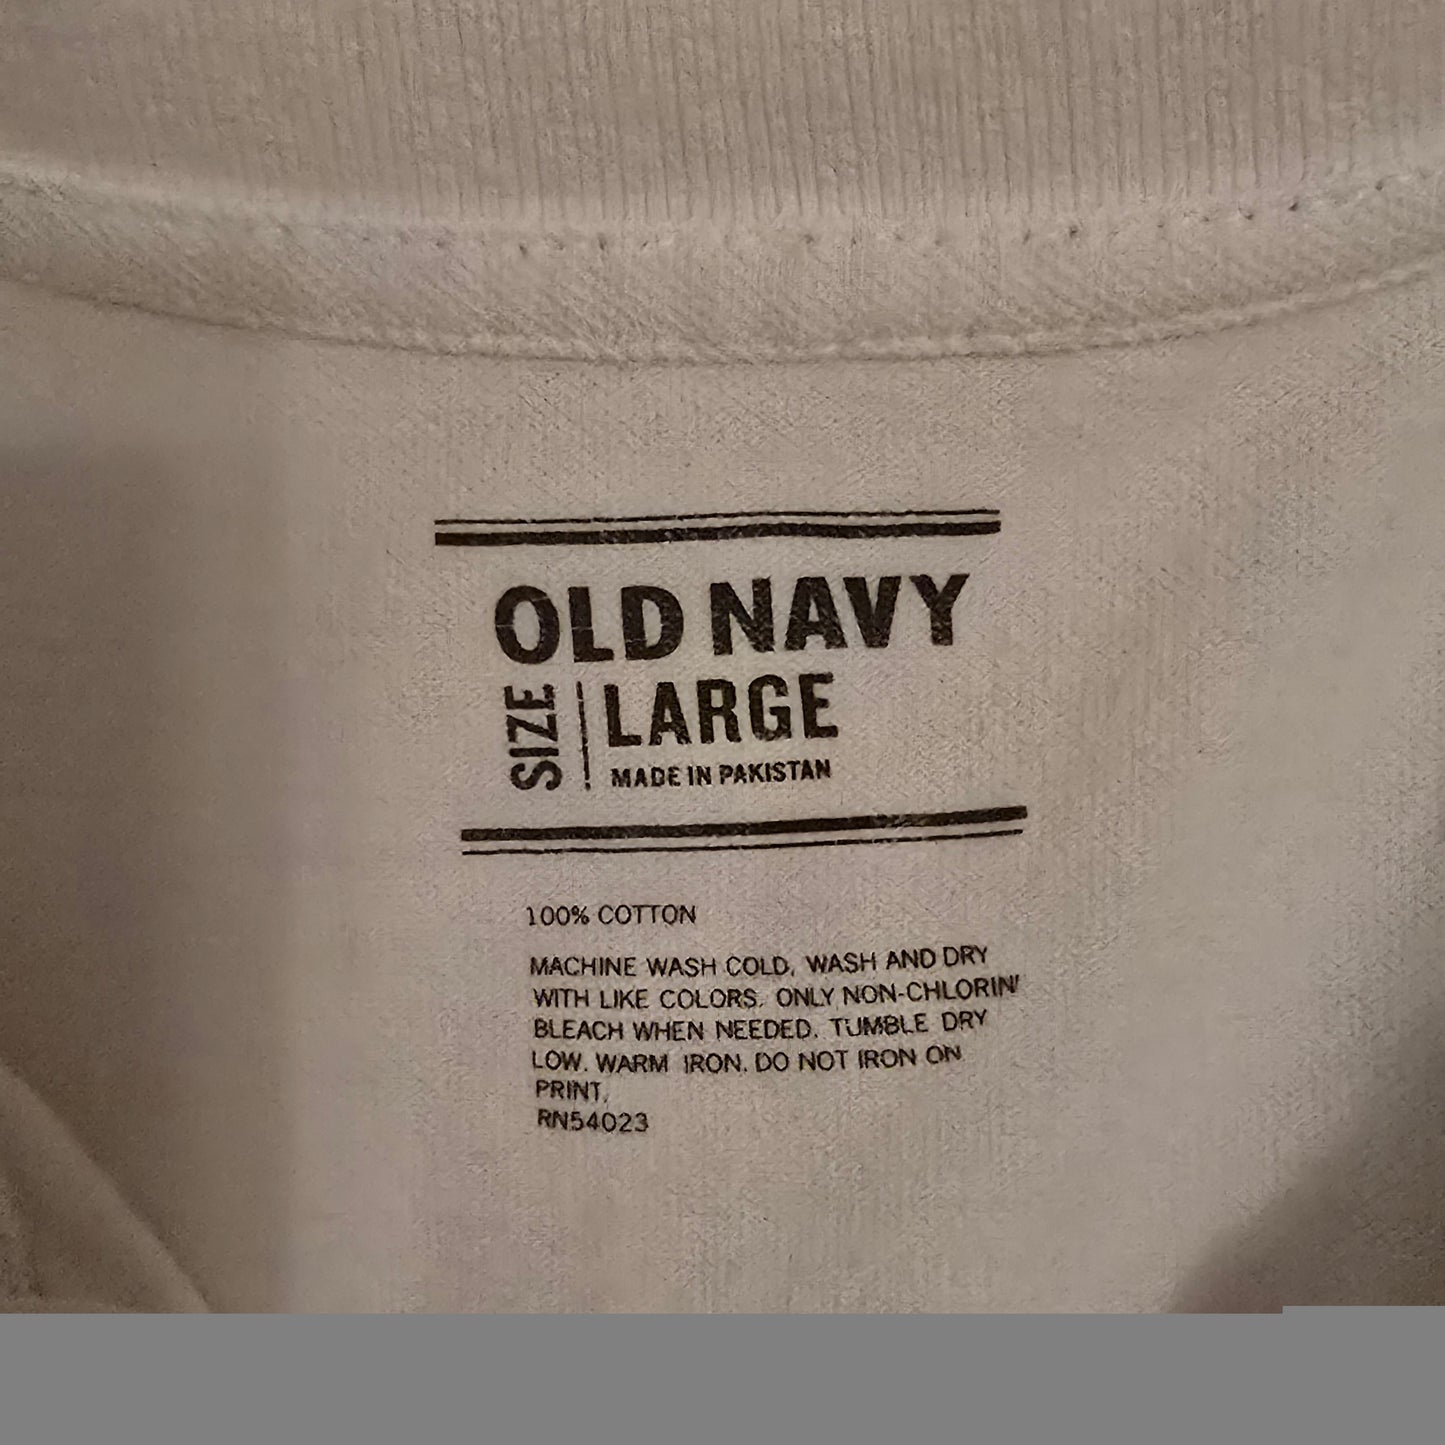 OLD NAVY
SIZE LARGE
MADE IN PAKISTAN
100% COTTON
MACHINE WASH COLD, WASH AND DRY
WITH LIKE COLORS. ONLY NON-CHLORIN
BLEACH WHEN NEEDED. TUMBLE DRY
LOW. WARM IRON. DO NOT IRON ON
PRINT.
RN54023